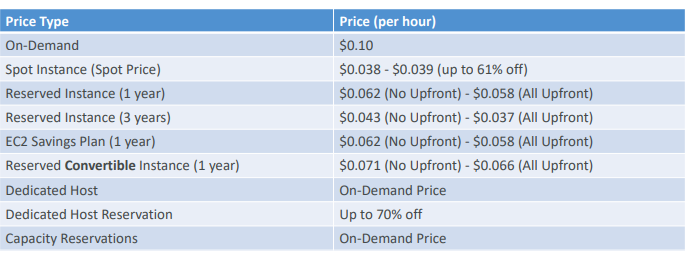 Price Type Price (per hour)
On-Demand $0.10
Spot Instance (Spot Price) $0.038 - $0.039 (up to 61% off)
Reserved Instance (1 year) $0.062 (No Upfront) - $0.058 (All Upfront)
Reserved Instance (3 years) $0.043 (No Upfront) - $0.037 (All Upfront)
EC2 Savings Plan (1 year) $0.062 (No Upfront) - $0.058 (All Upfront)
Reserved Convertible Instance (1 year) $0.071 (No Upfront) - $0.066 (All Upfront)
Dedicated Host On-Demand Price
Dedicated Host Reservation Up to 70% off
Capacity Reservations On-Demand Price